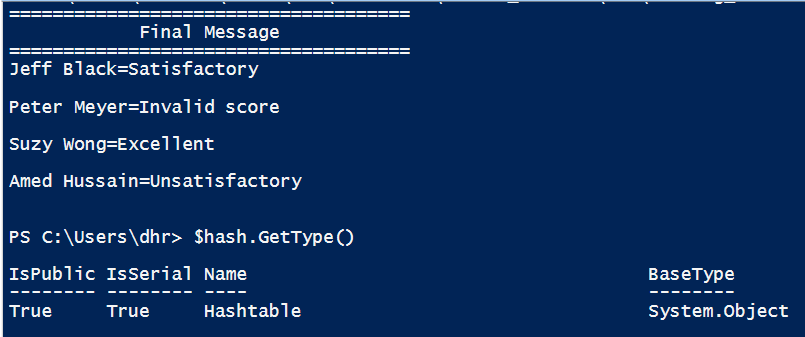 =====================================
Final Message
=====================================
Jeff Black=Satisfactory
Peter Meyer=Invalid score
Suzy Wong=Excellent
Amed Hussain=Unsatisfactory
PS C:\Users\dhr> $hash.GetType()
IsPublic IsSerial Name BaseType
-------- -------- ---- --------
True True Hashtable System.Object